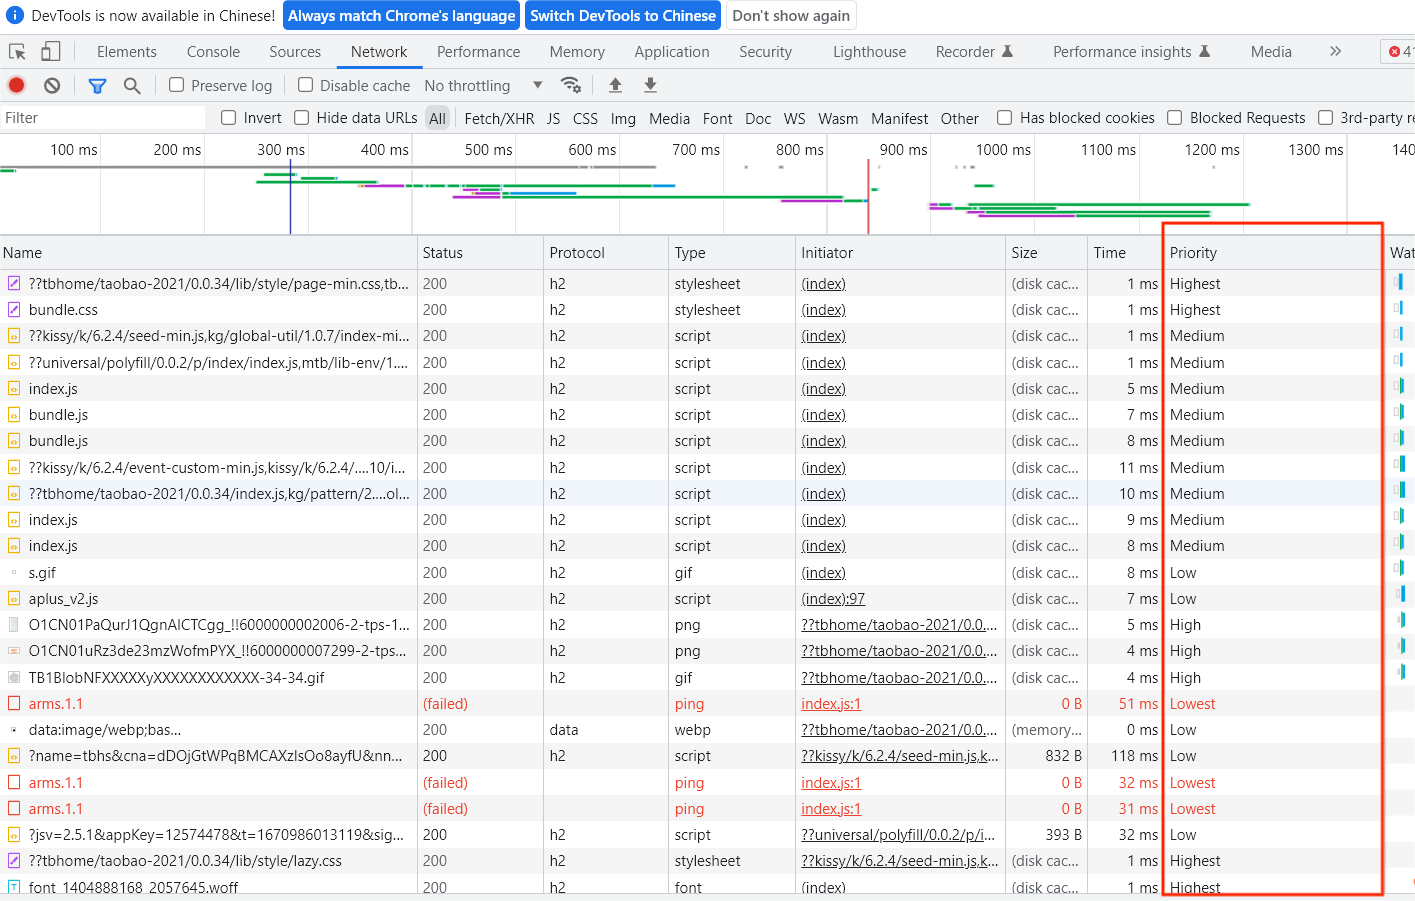 DevTools is now available in Chinese! Always match Chrome's language Switch DevTools to Chinese Don't show again
Elements Console Sources Network Performance Memory Application Security Lighthouse Recorder Performance insights Media » 41
Preserve log Disable cache No throttling
Filter Invert Hide data URLs All Fetch/XHR JS CSS Img Media Font Doc WS Wasm Manifest Other Has blocked cookies Blocked Requests 3rd-party re
100 ms 200 ms 300 ms 400 ms 500 ms 600 ms 700 ms 800 ms 900 ms 1000 ms 1100 ms 1200 ms 1300 ms 140
Name Status Protocol Type Initiator Size Time Priority Wat
??tbhome/taobao-2021/0.0.34/lib/style/page-min.css,tb... 200 h2 stylesheet (index) (disk cac... 1 ms Highest
bundle.css 200 h2 stylesheet (index) (disk cac... 1 ms Highest
??kissy/k/6.2.4/seed-min.js,kg/global-util/1.0.7/index-mi... 200 h2 script (index) (disk cac... 1 ms Medium
??universal/polyfill/0.0.2/p/index/index.js,mtb/lib-env/1.... 200 h2 script (index) (disk cac... 1 ms Medium
index.js 200 h2 script (index) (disk cac... 5 ms Medium
bundle.js 200 h2 script (index) (disk cac... 7 ms Medium
bundle.js 200 h2 script (index) (disk cac... 8 ms Medium
??kissy/k/6.2.4/event-custom-min.js,kissy/k/6.2.4/....10/i... 200 h2 script (index) (disk cac... 11 ms Medium
??tbhome/taobao-2021/0.0.34/index.js,kg/pattern/2....ol... 200 h2 script (index) (disk cac... 10 ms Medium
index.js 200 h2 script (index) (disk cac... 9 ms Medium
index.js 200 h2 script (index) (disk cac... 8 ms Medium
s.gif 200 h2 gif (index) (disk cac... 8 ms Low
aplus_v2.js 200 h2 script (index):97 (disk cac... 7 ms Low
O1CN01PaQurJ1QgnAlCTCgg_!!6000000002006-2-tps-1... 200 h2 png ??tbhome/taobao-2021/0.0.... (disk cac... 5 ms High
O1CN01uRz3de23mzWofmPYX_!!6000000007299-2-tps... 200 h2 png ??tbhome/taobao-2021/0.0.... (disk cac... 4 ms High
TB1BlobNFXXXXXyXXXXXXXXXXXX-34-34.gif 200 h2 gif ??tbhome/taobao-2021/0.0.... (disk cac... 4 ms High
arms.1.1 (failed) ping index.js:1 0 B 51 ms Lowest
data:image/webp;bas... 200 data webp ??tbhome/taobao-2021/0.0.... (memory... 0 ms Low
?name=tbhs&cna=dDOjGtWPqBMCAXzlsOo8ayfU&nn... 200 h2 script ??kissy/k/6.2.4/seed-min.js,k... 832 B 118 ms Low
arms.1.1 (failed) ping index.js:1 0 B 32 ms Lowest
arms.1.1 (failed) ping index.js:1 0 B 31 ms Lowest
?jsv=2.5.1&appKey=12574478&t=1670986013119&sig... 200 h2 script ??universal/polyfill/0.0.2/p/i... 393 B 32 ms Low
??tbhome/taobao-2021/0.0.34/lib/style/lazy.css 200 h2 stylesheet ??kissy/k/6.2.4/seed-min.js,k... (disk cac... 1 ms Highest
font_1404888168_2057645.woff 200 h2 font (index) (disk cac... 1 ms Highest